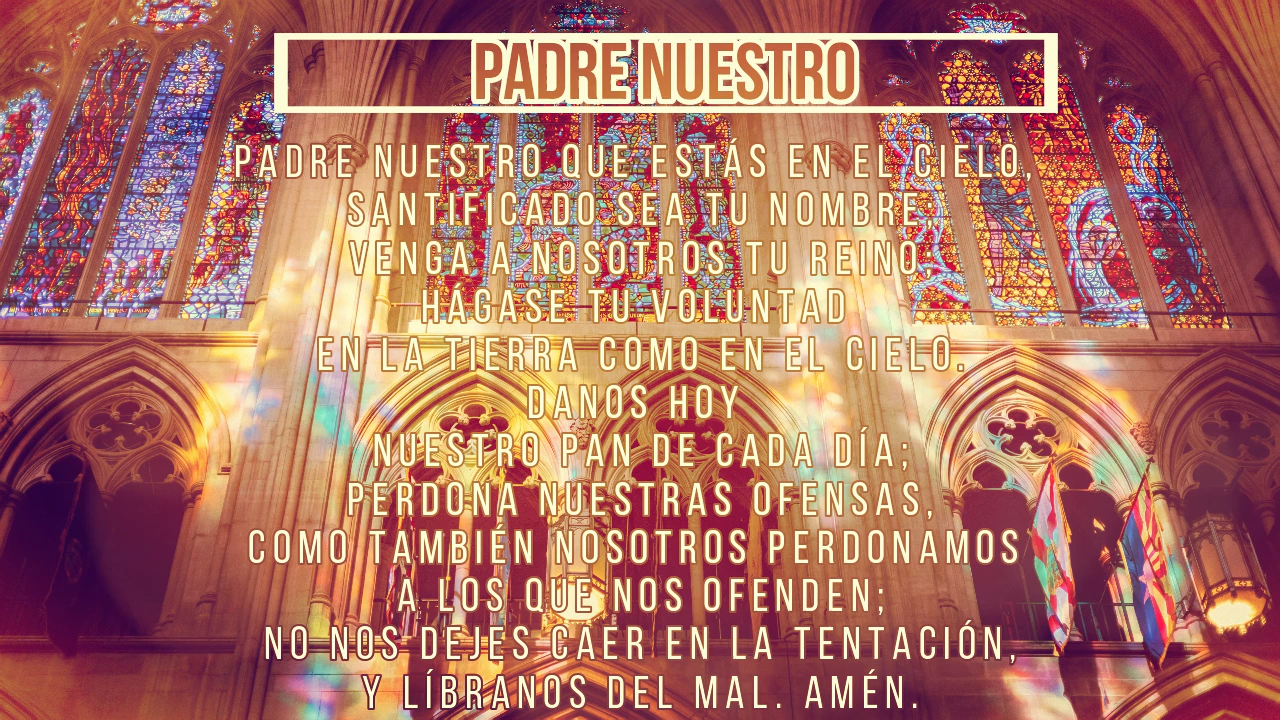 PADRE NUESTRO
PADRE NUESTRO QUE ESTÁS EN EL CIELO,
SANTIFICADO SEA TU NOMBRE;
VENGA A NOSOTROS TU REINO;
HÁGASE TU VOLUNTAD
EN LA TIERRA COMO EN EL CIELO.
DANOS HOY
NUESTRO PAN DE CADA DÍA;
PERDONA NUESTRAS OFENSAS,
COMO TAMBIÉN NOSOTROS PERDONAMOS
A LOS QUE NOS OFENDEN;
NO NOS DEJES CAER EN LA TENTACIÓN,
Y LÍBRANOS DEL MAL. AMÉN.